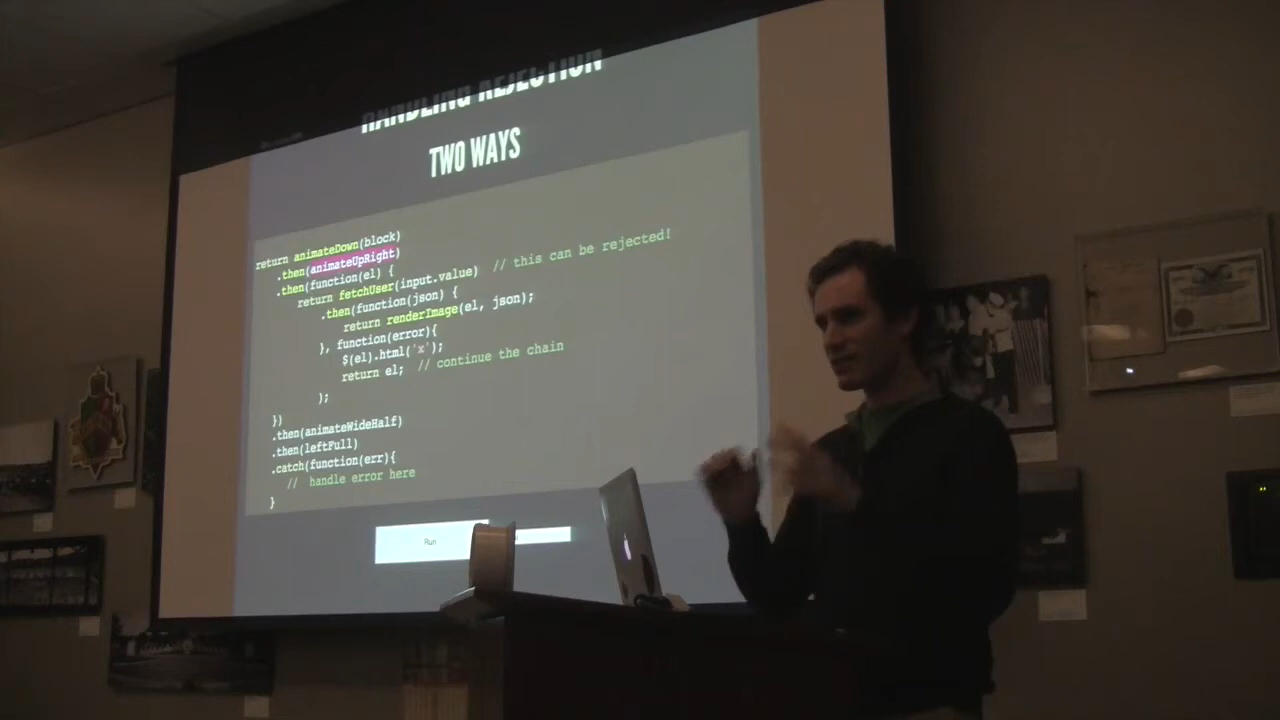 HANDLING REJECTION
TWO WAYS
return animateDown(block)
.then(animateUpRight)
.then(function(el) {
return fetchUser(input.value) // this can be rejected!
.then(function(json) {
return renderImage(el, json);
}, function(error){
$(el).html('x');
return el; // continue the chain
);
})
.then(animateWideHalf)
.then(leftFull)
.catch(function(err){
// handle error here
}
Run